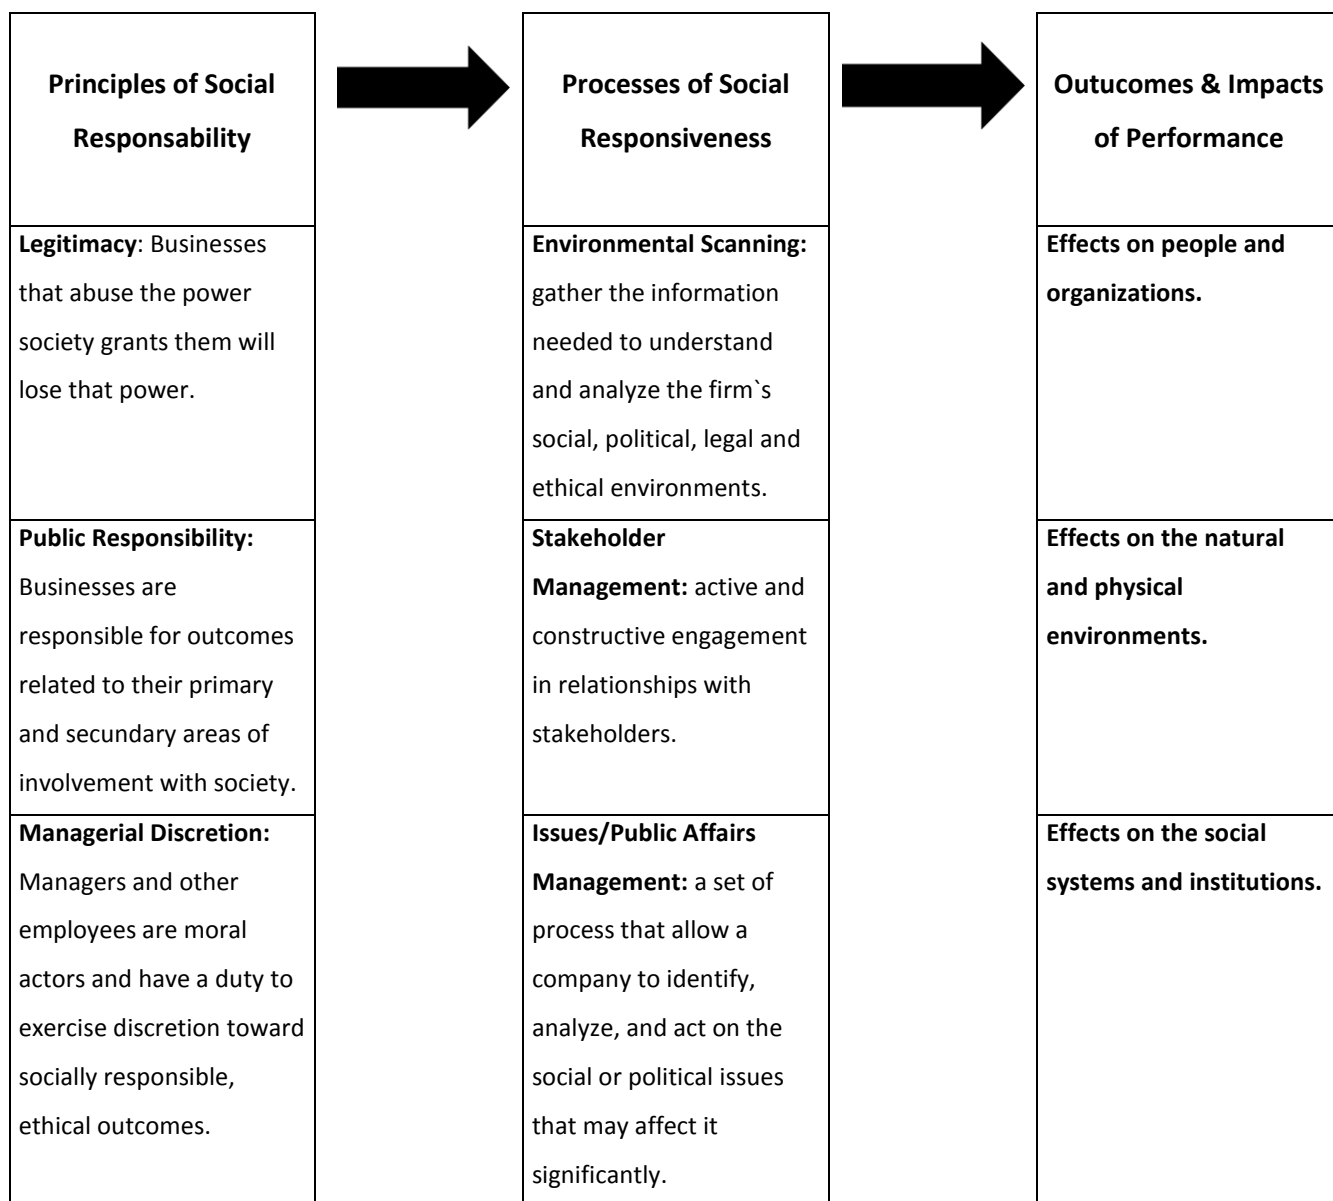 Principles of Social
Responsability
Legitimacy: Businesses
that abuse the power
society grants them will
lose that power.
Public Responsibility:
Businesses are
responsible for outcomes
related to their primary
and secundary areas of
involvement with society.
Managerial Discretion:
Managers and other
employees are moral
actors and have a duty to
exercise discretion toward
socially responsible,
ethical outcomes.
Processes of Social
Responsiveness
Environmental Scanning:
gather the information
needed to understand
and analyze the firm`s
social, political, legal and
ethical environments.
Stakeholder
Management: active and
constructive engagement
in relationships with
stakeholders.
Issues/Public Affairs
Management: a set of
process that allow a
company to identify,
analyze, and act on the
social or political issues
that may affect it
significantly.
Outucomes & Impacts
of Performance
Effects on people and
organizations.
Effects on the natural
and physical
environments.
Effects on the social
systems and institutions.